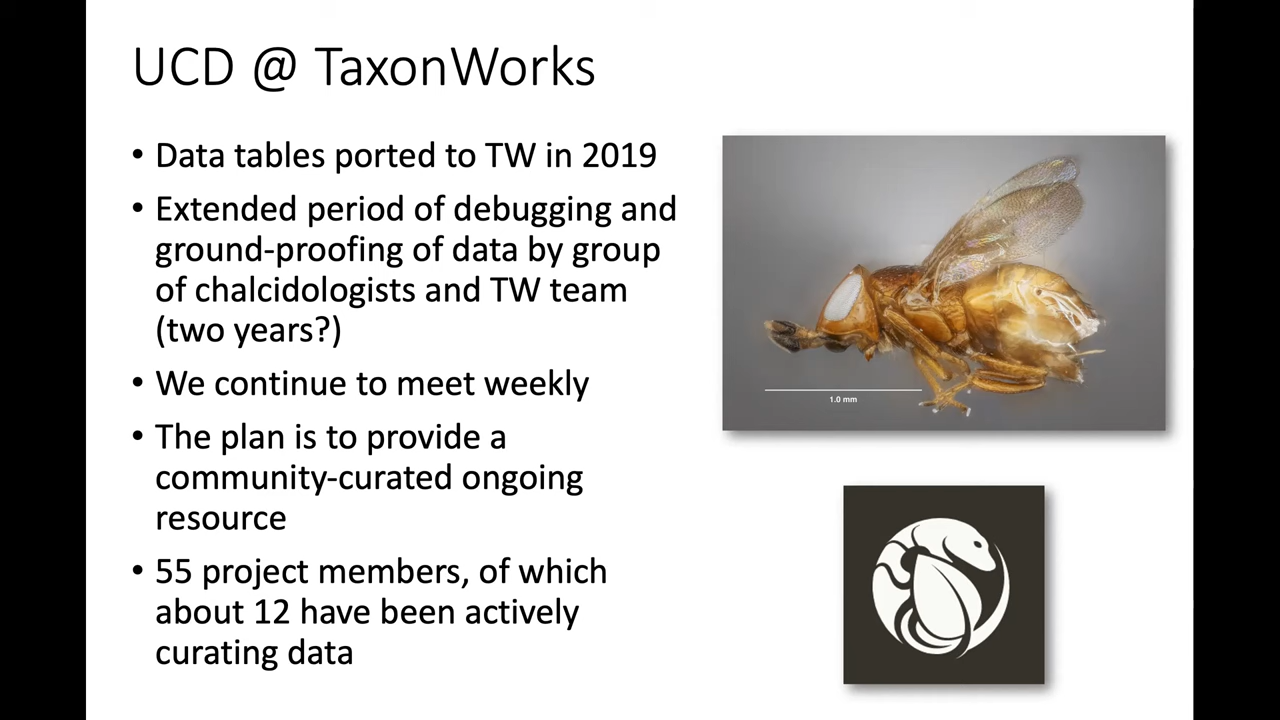 UCD @ TaxonWorks
• Data tables ported to TW in 2019
• Extended period of debugging and
ground-proofing of data by group
of chalcidologists and TW team
(two years?)
• We continue to meet weekly
• The plan is to provide a
community-curated ongoing
resource
• 55 project members, of which
about 12 have been actively
curating data
1.0 mm